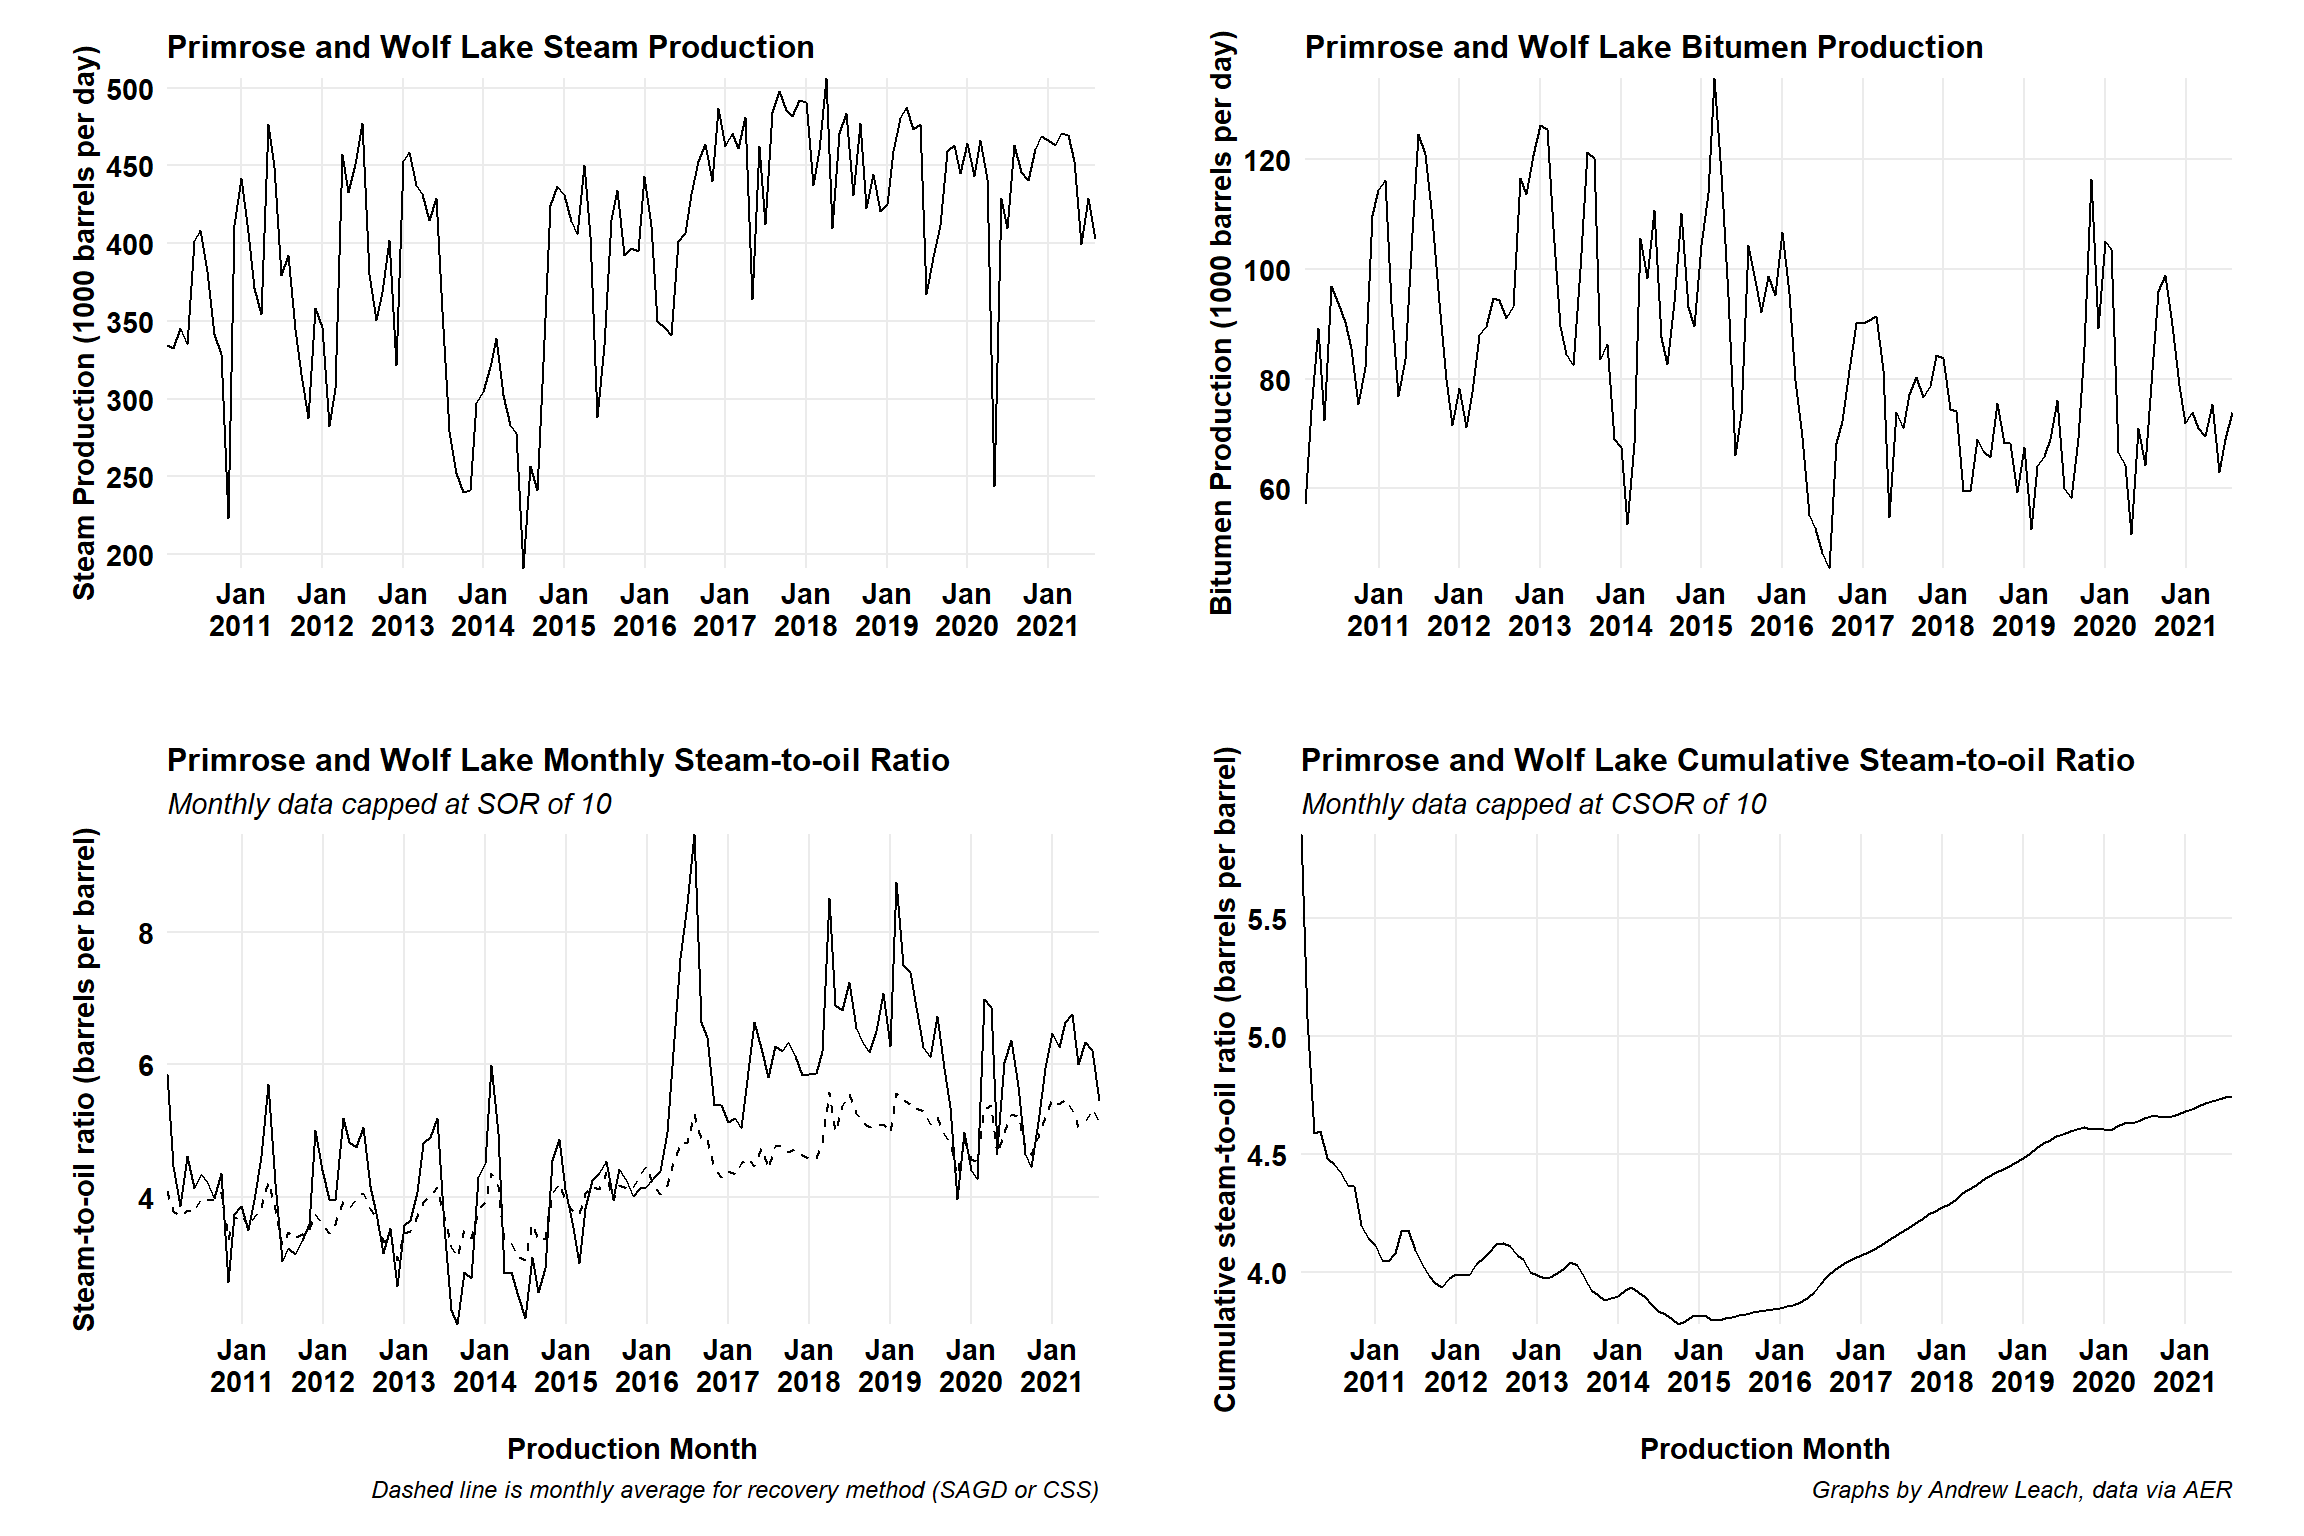 Primrose and Wolf Lake Steam Production
Steam Production (1000 barrels per day)
500
450
400
350
300
250
200
Jan Jan Jan Jan Jan Jan Jan Jan Jan Jan Jan
2011 2012 2013 2014 2015 2016 2017 2018 2019 2020 2021
Primrose and Wolf Lake Bitumen Production
Bitumen Production (1000 barrels per day)
120
100
80
60
Jan Jan Jan Jan Jan Jan Jan Jan Jan Jan Jan
2011 2012 2013 2014 2015 2016 2017 2018 2019 2020 2021
Primrose and Wolf Lake Monthly Steam-to-oil Ratio
Monthly data capped at SOR of 10
Steam-to-oil ratio (barrels per barrel)
8
6
4
Jan Jan Jan Jan Jan Jan Jan Jan Jan Jan Jan
2011 2012 2013 2014 2015 2016 2017 2018 2019 2020 2021
Production Month
Dashed line is monthly average for recovery method (SAGD or CSS)
Primrose and Wolf Lake Cumulative Steam-to-oil Ratio
Monthly data capped at CSOR of 10
Cumulative steam-to-oil ratio (barrels per barrel)
5.5
5.0
4.5
4.0
Jan Jan Jan Jan Jan Jan Jan Jan Jan Jan Jan
2011 2012 2013 2014 2015 2016 2017 2018 2019 2020 2021
Production Month
Graphs by Andrew Leach, data via AER